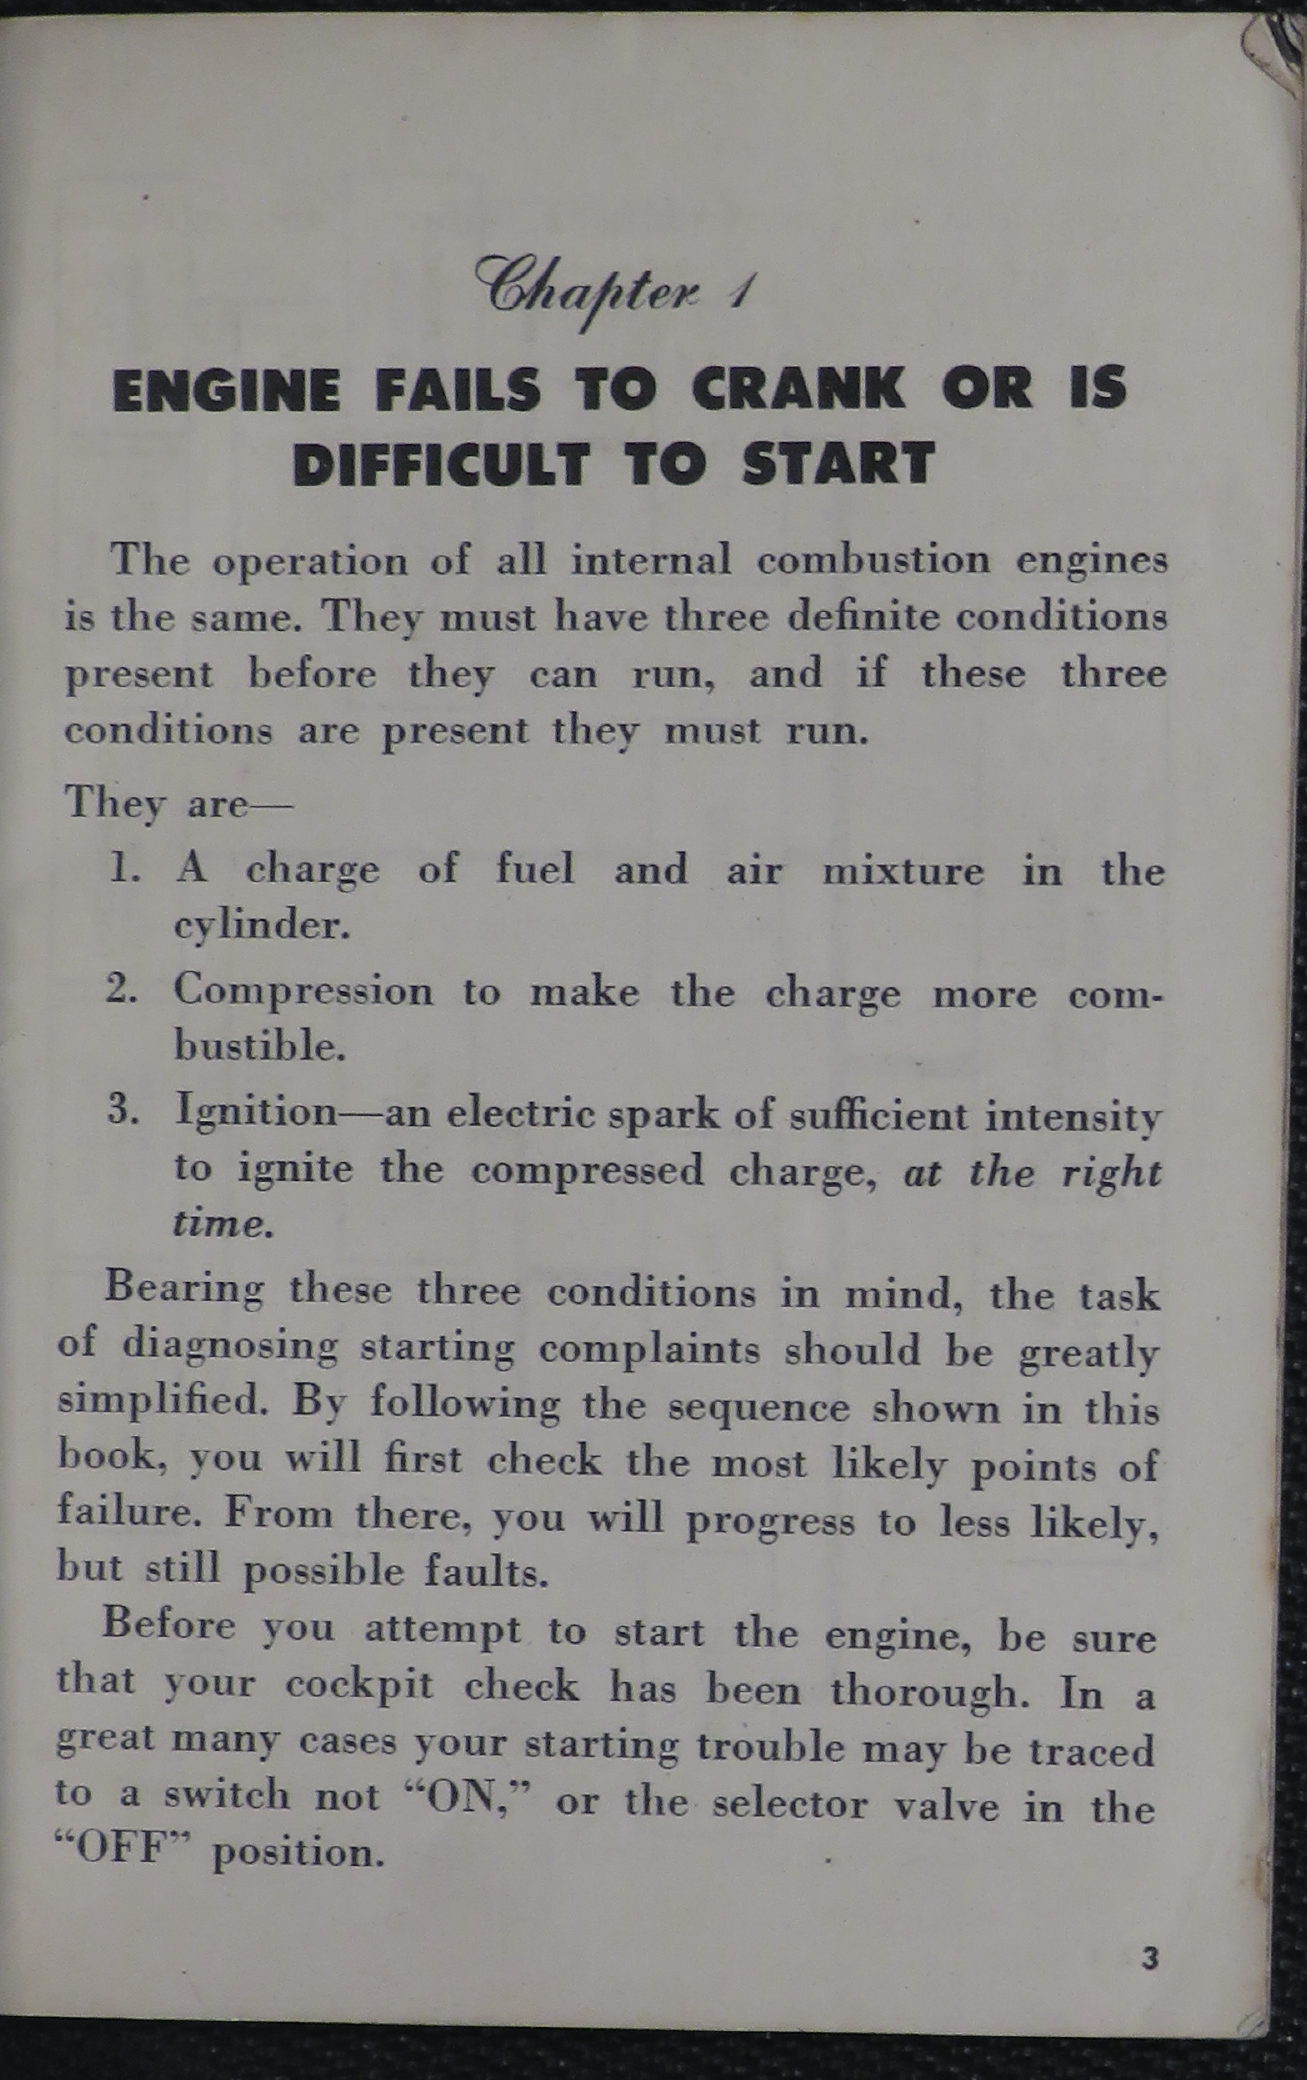 Chapter 1
ENGINE FAILS TO CRANK OR IS
DIFFICULT TO START
The operation of all internal combustion engines
is the same. They must have three definite conditions
present before they can run, and if these three
conditions are present they must run.
They are—
1. A charge of fuel and air mixture in the
cylinder.
2. Compression to make the charge more com-
bustible.
3. Ignition—an electric spark of sufficient intensity
to ignite the compressed charge, at the right
time.
Bearing these three conditions in mind, the task
of diagnosing starting complaints should be greatly
simplified. By following the sequence shown in this
book, you will first check the most likely points of
failure. From there, you will progress to less likely,
but still possible faults.
Before you attempt to start the engine, be sure
that your cockpit check has been thorough. In a
great many cases your starting trouble may be traced
to a switch not “ON,” or the selector valve in the
“OFF” position.
3